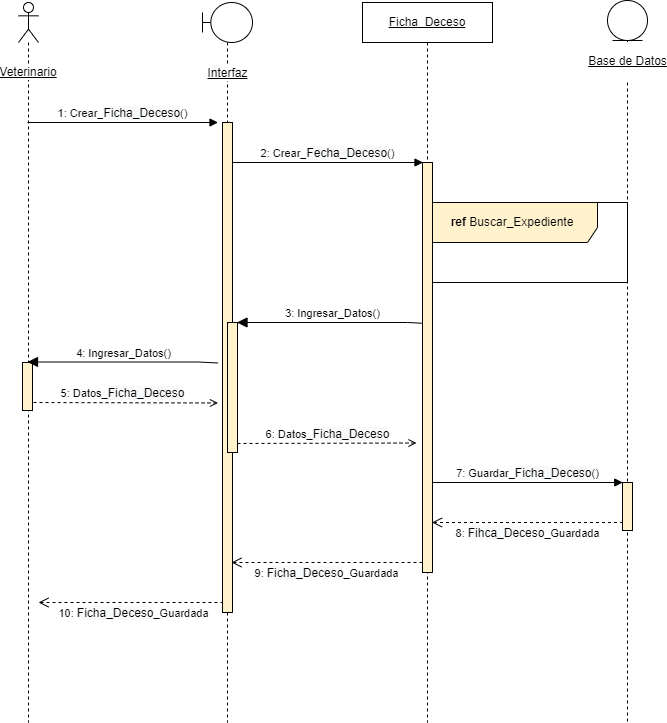 Ficha_Deceso
Veterinario
Interfaz
Base de Datos
1: Crear_Ficha_Deceso()
2: Crear_Fecha_Deceso()
ref Buscar_Expediente
3: Ingresar_Datos()
4: Ingresar_Datos()
5: Datos_Ficha_Deceso
6: Datos_Ficha_Deceso
7: Guardar_Ficha_Deceso()
8: Fihca_Deceso_Guardada
9: Ficha_Deceso_Guardada
10: Ficha_Deceso_Guardada